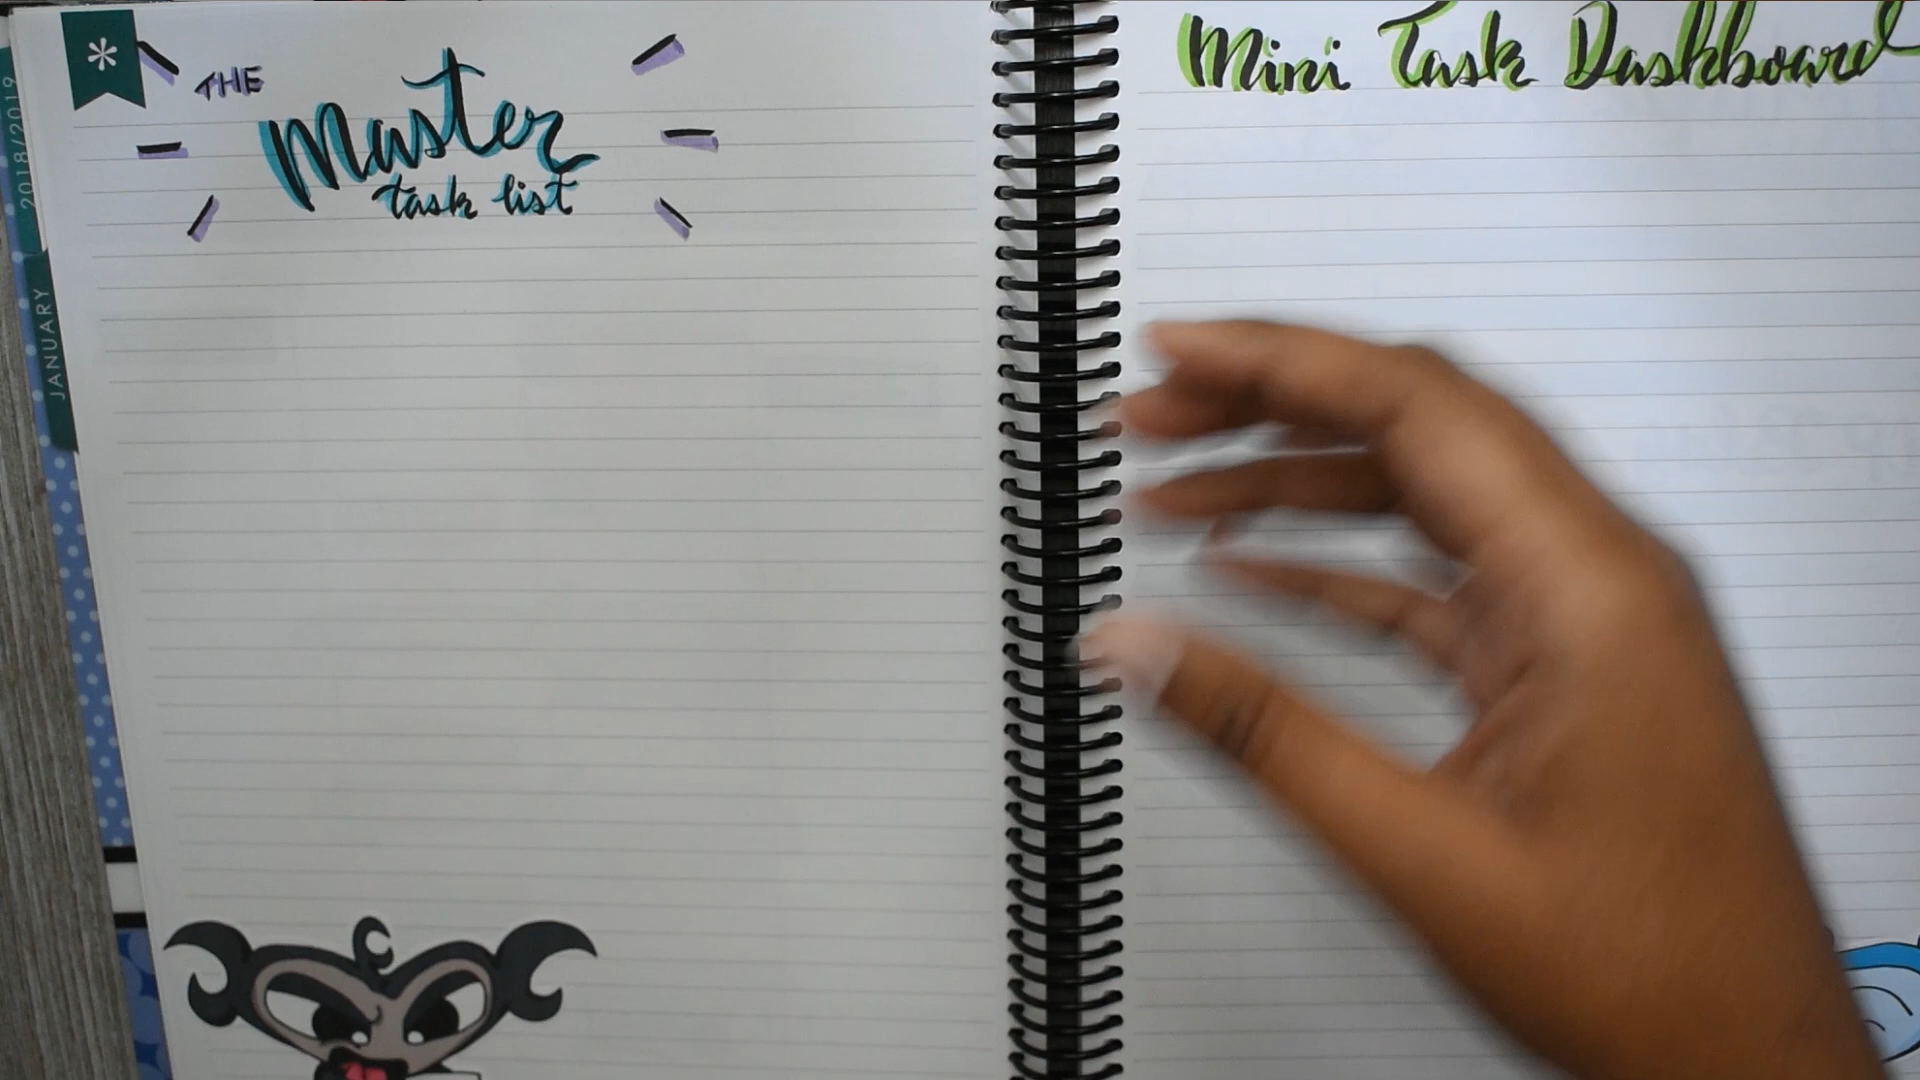 2018/2019
JANUARY
THE
Master
task list
Mini Task Dashboard